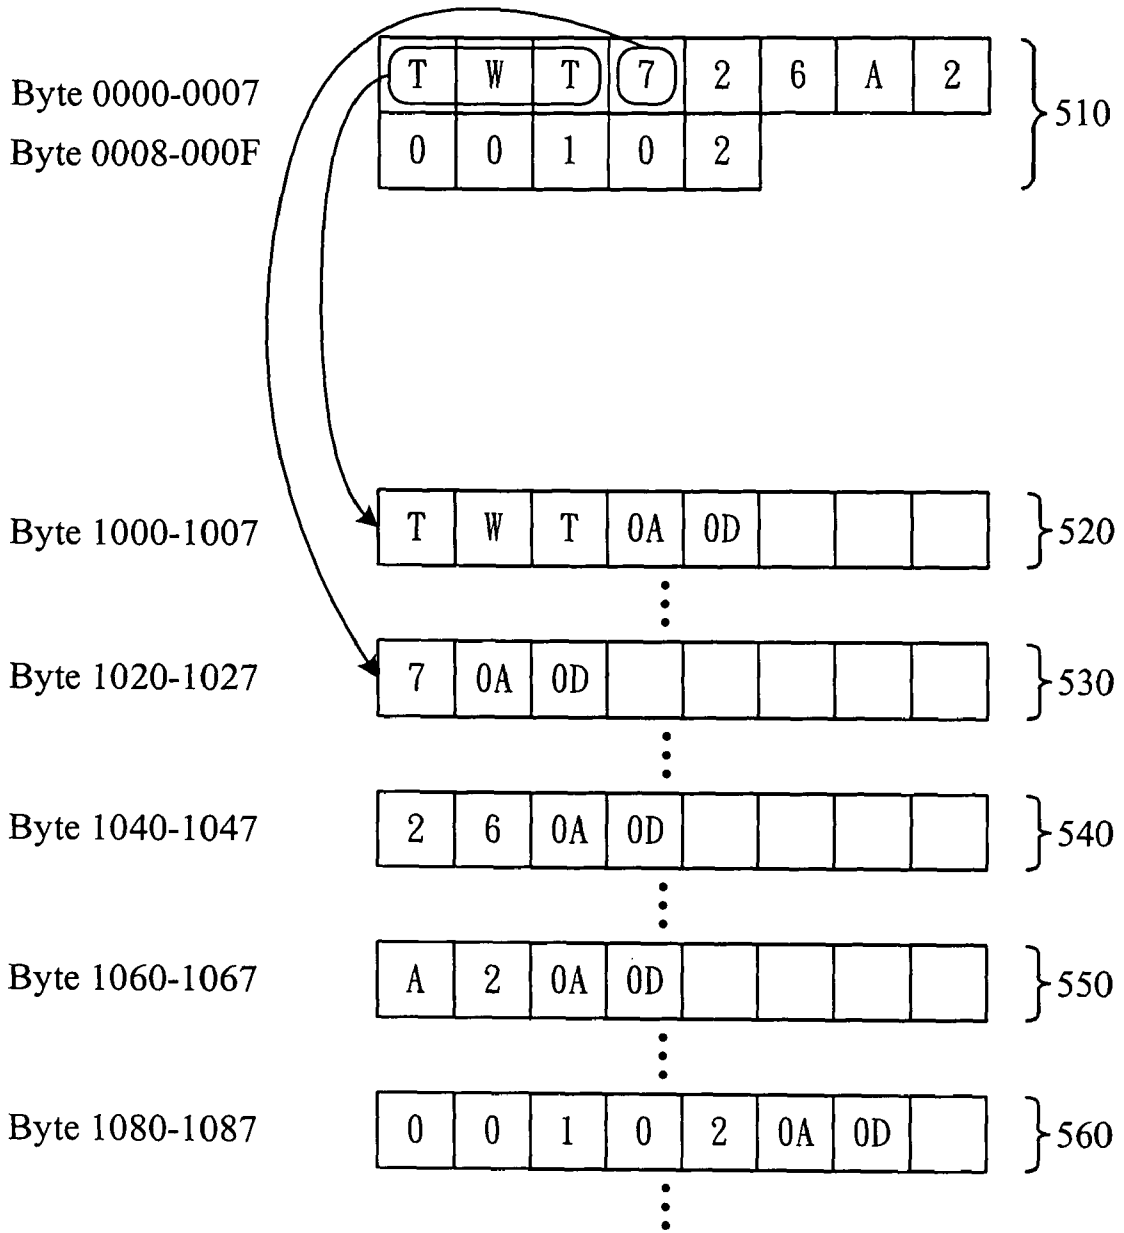 Byte 0000-0007 T W T 7 2 6 A 2
510
Byte 0008-000F 0 0 1 0 2
Byte 1000-1007 T W T 0A 0D 520
Byte 1020-1027 7 0A 0D 530
Byte 1040-1047 2 6 0A 0D 540
Byte 1060-1067 A 2 0A 0D 550
Byte 1080-1087 0 0 1 0 2 0A 0D 560